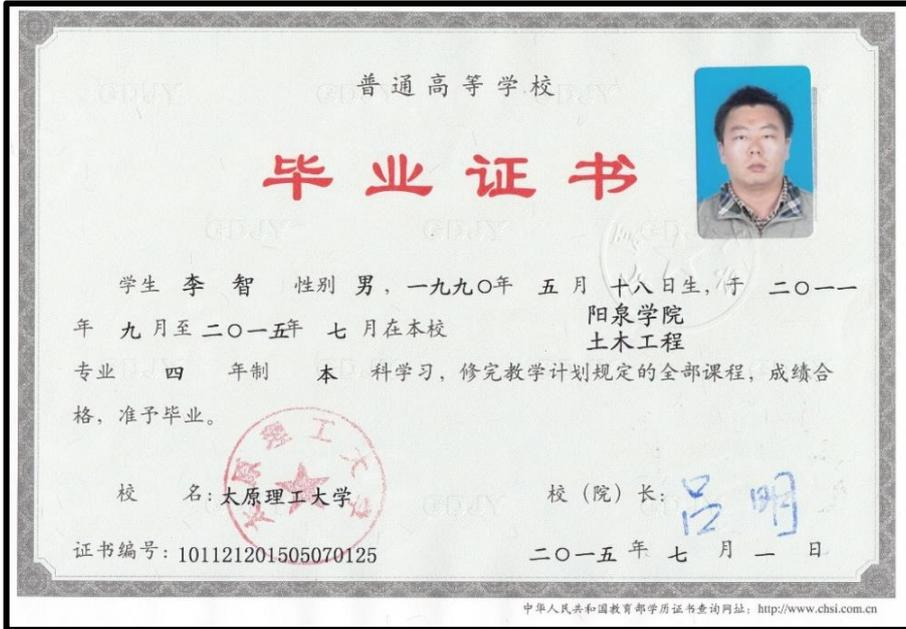 普通高等学校
毕业证书
学生 李 智 性别 男，一九九〇年 五 月 十八 日生，于 二〇一一
年 九 月至 二〇一五年 七 月在本校 阳泉学院
土木工程
专业 四 年制 本 科学习，修完教学计划规定的全部课程，成绩合
格，准予毕业。
太原理工大学
校 名：太原理工大学 校（院）长：吕明
证书编号：101121201505070125 二〇一五 年 七 月 一 日
中华人民共和国教育部学历证书查询网址：http://www.chsi.com.cn